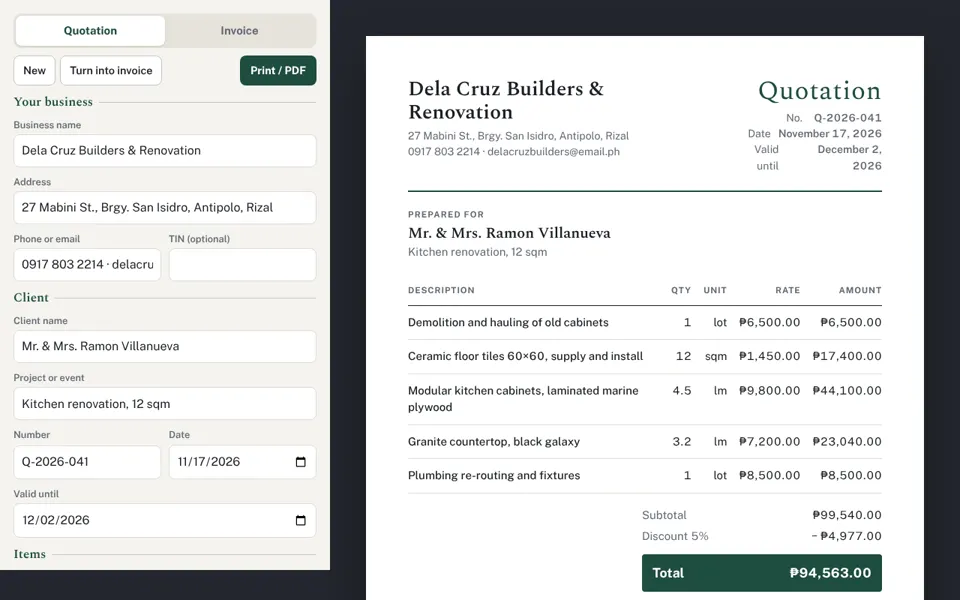 Quotation
Invoice
New
Turn into invoice
Print / PDF
Your business
Business name
Dela Cruz Builders & Renovation
Address
27 Mabini St., Brgy. San Isidro, Antipolo, Rizal
Phone or email
TIN (optional)
0917 803 2214 · delacru
Client
Client name
Mr. & Mrs. Ramon Villanueva
Project or event
Kitchen renovation, 12 sqm
Number
Date
Q-2026-041
11/17/2026
Valid until
12/02/2026
Items
Dela Cruz Builders &
Renovation
27 Mabini St., Brgy. San Isidro, Antipolo, Rizal
0917 803 2214 · delacruzbuilders@email.ph
Quotation
No. Q-2026-041
Date November 17, 2026
Valid until December 2, 2026
PREPARED FOR
Mr. & Mrs. Ramon Villanueva
Kitchen renovation, 12 sqm
DESCRIPTION QTY UNIT RATE AMOUNT
Demolition and hauling of old cabinets 1 lot ₱6,500.00 ₱6,500.00
Ceramic floor tiles 60×60, supply and install 12 sqm ₱1,450.00 ₱17,400.00
Modular kitchen cabinets, laminated marine 4.5 lm ₱9,800.00 ₱44,100.00
plywood
Granite countertop, black galaxy 3.2 lm ₱7,200.00 ₱23,040.00
Plumbing re-routing and fixtures 1 lot ₱8,500.00 ₱8,500.00
Subtotal ₱99,540.00
Discount 5% − ₱4,977.00
Total ₱94,563.00